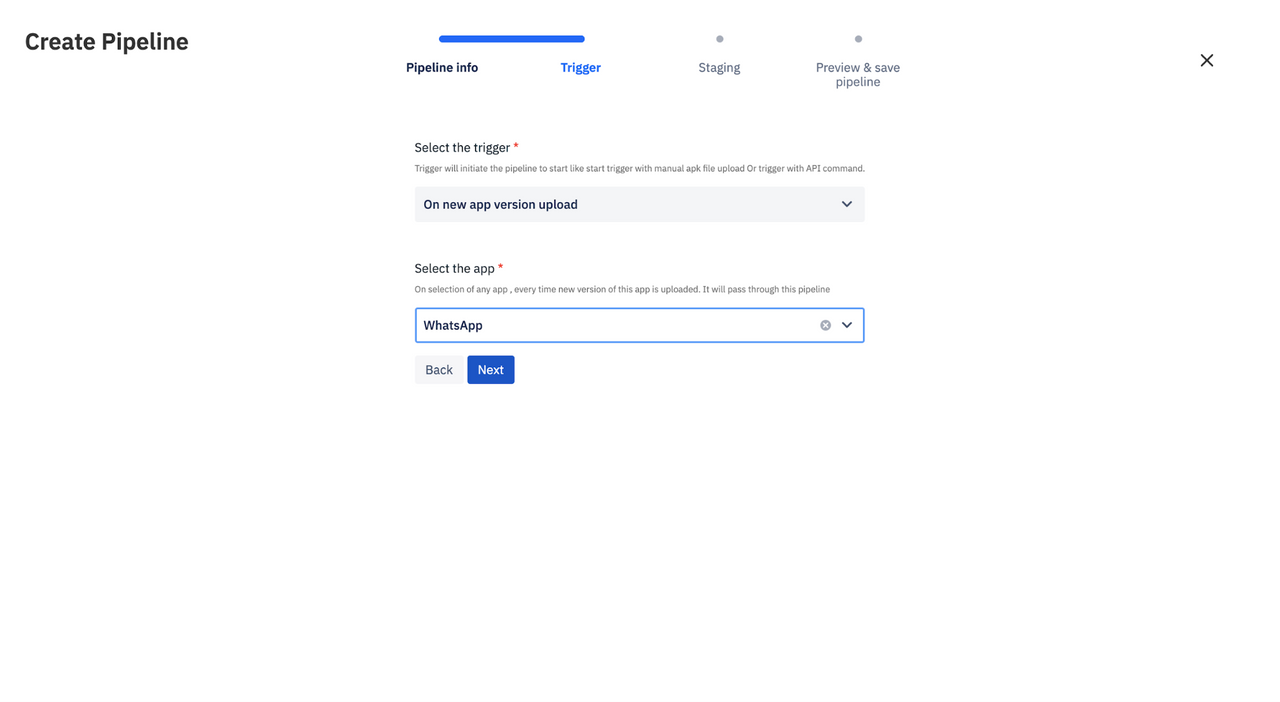 Create Pipeline
Pipeline info
Trigger
Staging
Preview & save
pipeline
Select the trigger *
Trigger will initiate the pipeline to start like start trigger with manual apk file upload Or trigger with API command.
On new app version upload
Select the app *
On selection of any app , every time new version of this app is uploaded. It will pass through this pipeline
WhatsApp
Back
Next